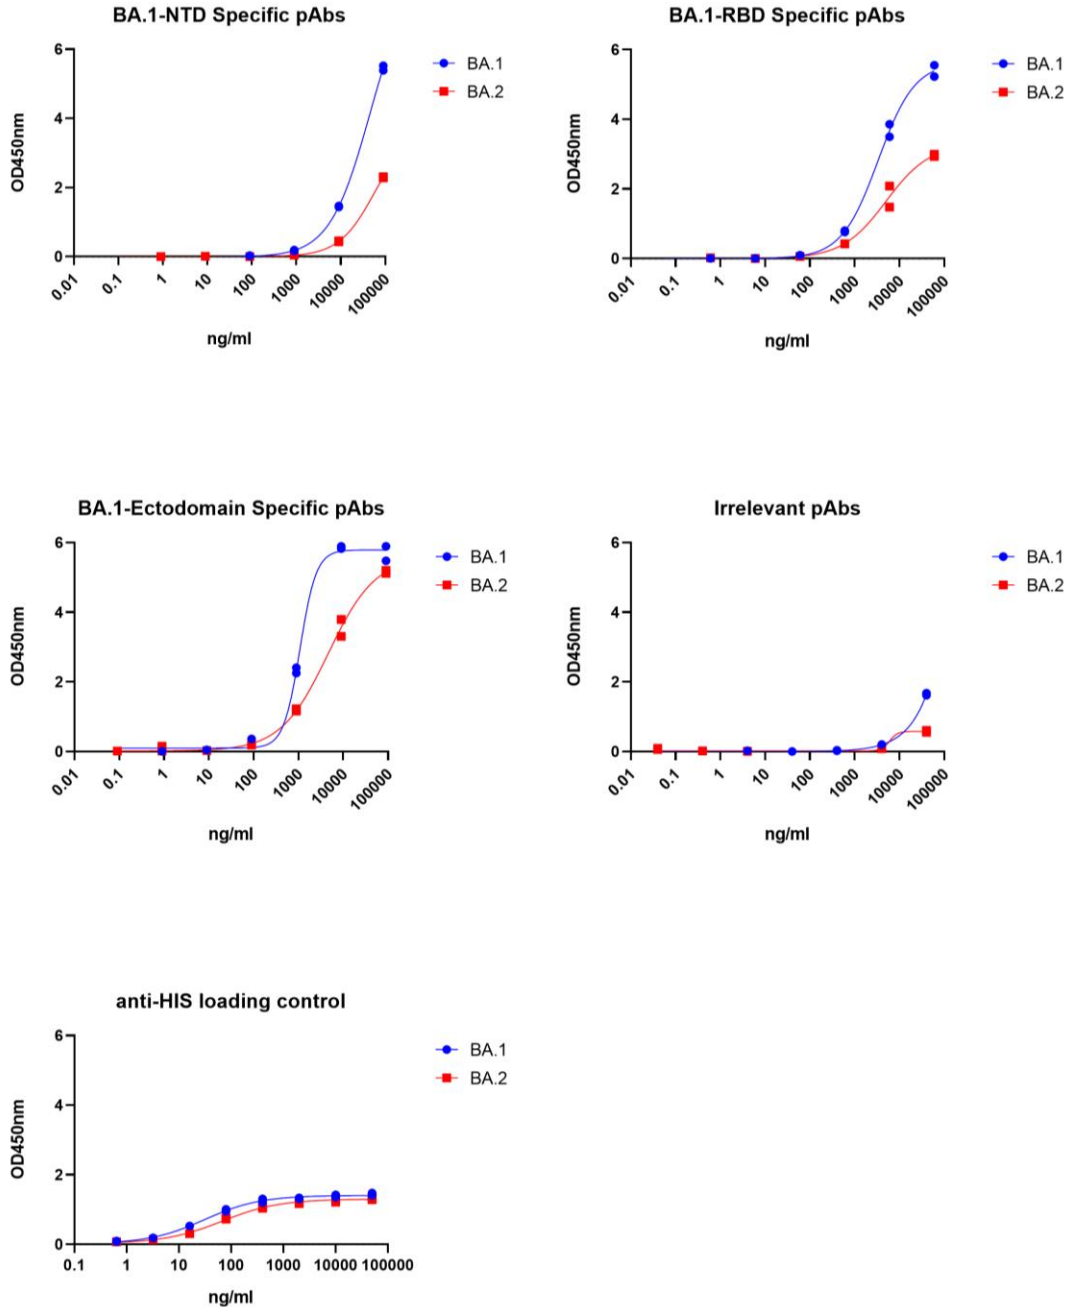 BA.1-NTD Specific pAbs
6
4
2
0
OD450nm
0.01
0.1
1
10
100
1000
10000
100000
ng/ml
BA.1
BA.2
BA.1-RBD Specific pAbs
6
4
2
0
OD450nm
0.01
0.1
1
10
100
1000
10000
100000
ng/ml
BA.1
BA.2
BA.1-Ectodomain Specific pAbs
6
4
2
0
OD450nm
0.01
0.1
1
10
100
1000
10000
100000
ng/ml
BA.1
BA.2
Irrelevant pAbs
6
4
2
0
OD450nm
0.01
0.1
1
10
100
1000
10000
100000
ng/ml
BA.1
BA.2
anti-HIS loading control
6
4
2
0
OD450nm
0.1 1 10 100 1000 10000 100000
ng/ml
BA.1
BA.2